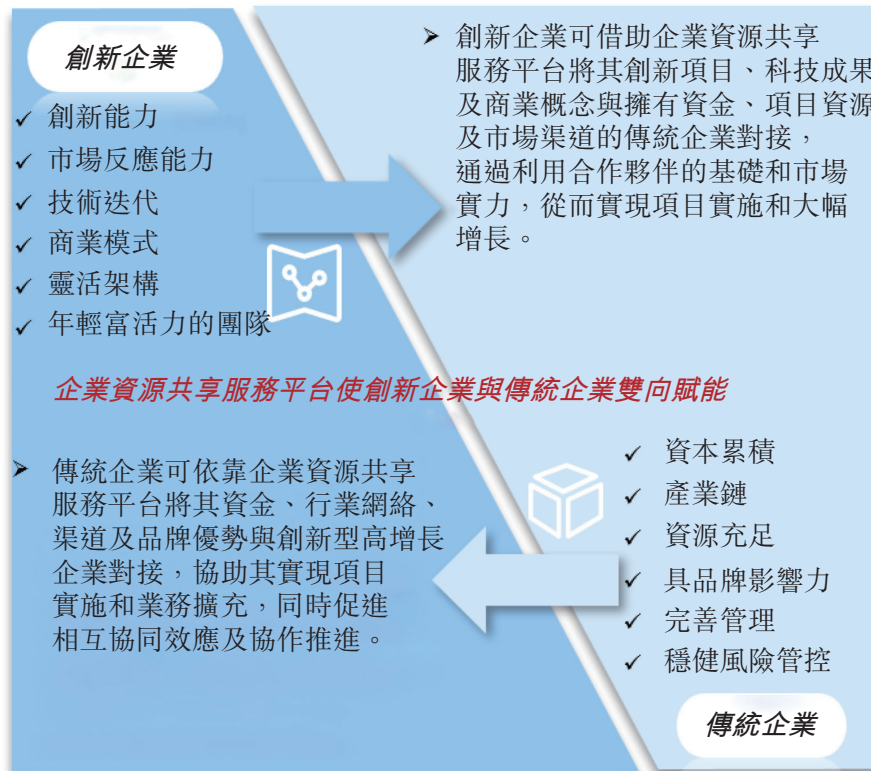 創新企業
✓ 創新能力
✓ 市場反應能力
✓ 技術迭代
✓ 商業模式
✓ 靈活架構
✓ 年輕富活力的團隊
➤ 創新企業可借助企業資源共享
服務平台將其創新項目、科技成果
及商業概念與擁有資金、項目資源
及市場渠道的傳統企業對接，
通過利用合作夥伴的基礎和市場
實力，從而實現項目實施和大幅
增長。
企業資源共享服務平台使創新企業與傳統企業雙向賦能
➤ 傳統企業可依靠企業資源共享
服務平台將其資金、行業網絡、
渠道及品牌優勢與創新型高增長
企業對接，協助其實現項目
實施和業務擴充，同時促進
相互協同效應及協作推進。
✓ 資本累積
✓ 產業鏈
✓ 資源充足
✓ 具品牌影響力
✓ 完善管理
✓ 穩健風險管控
傳統企業